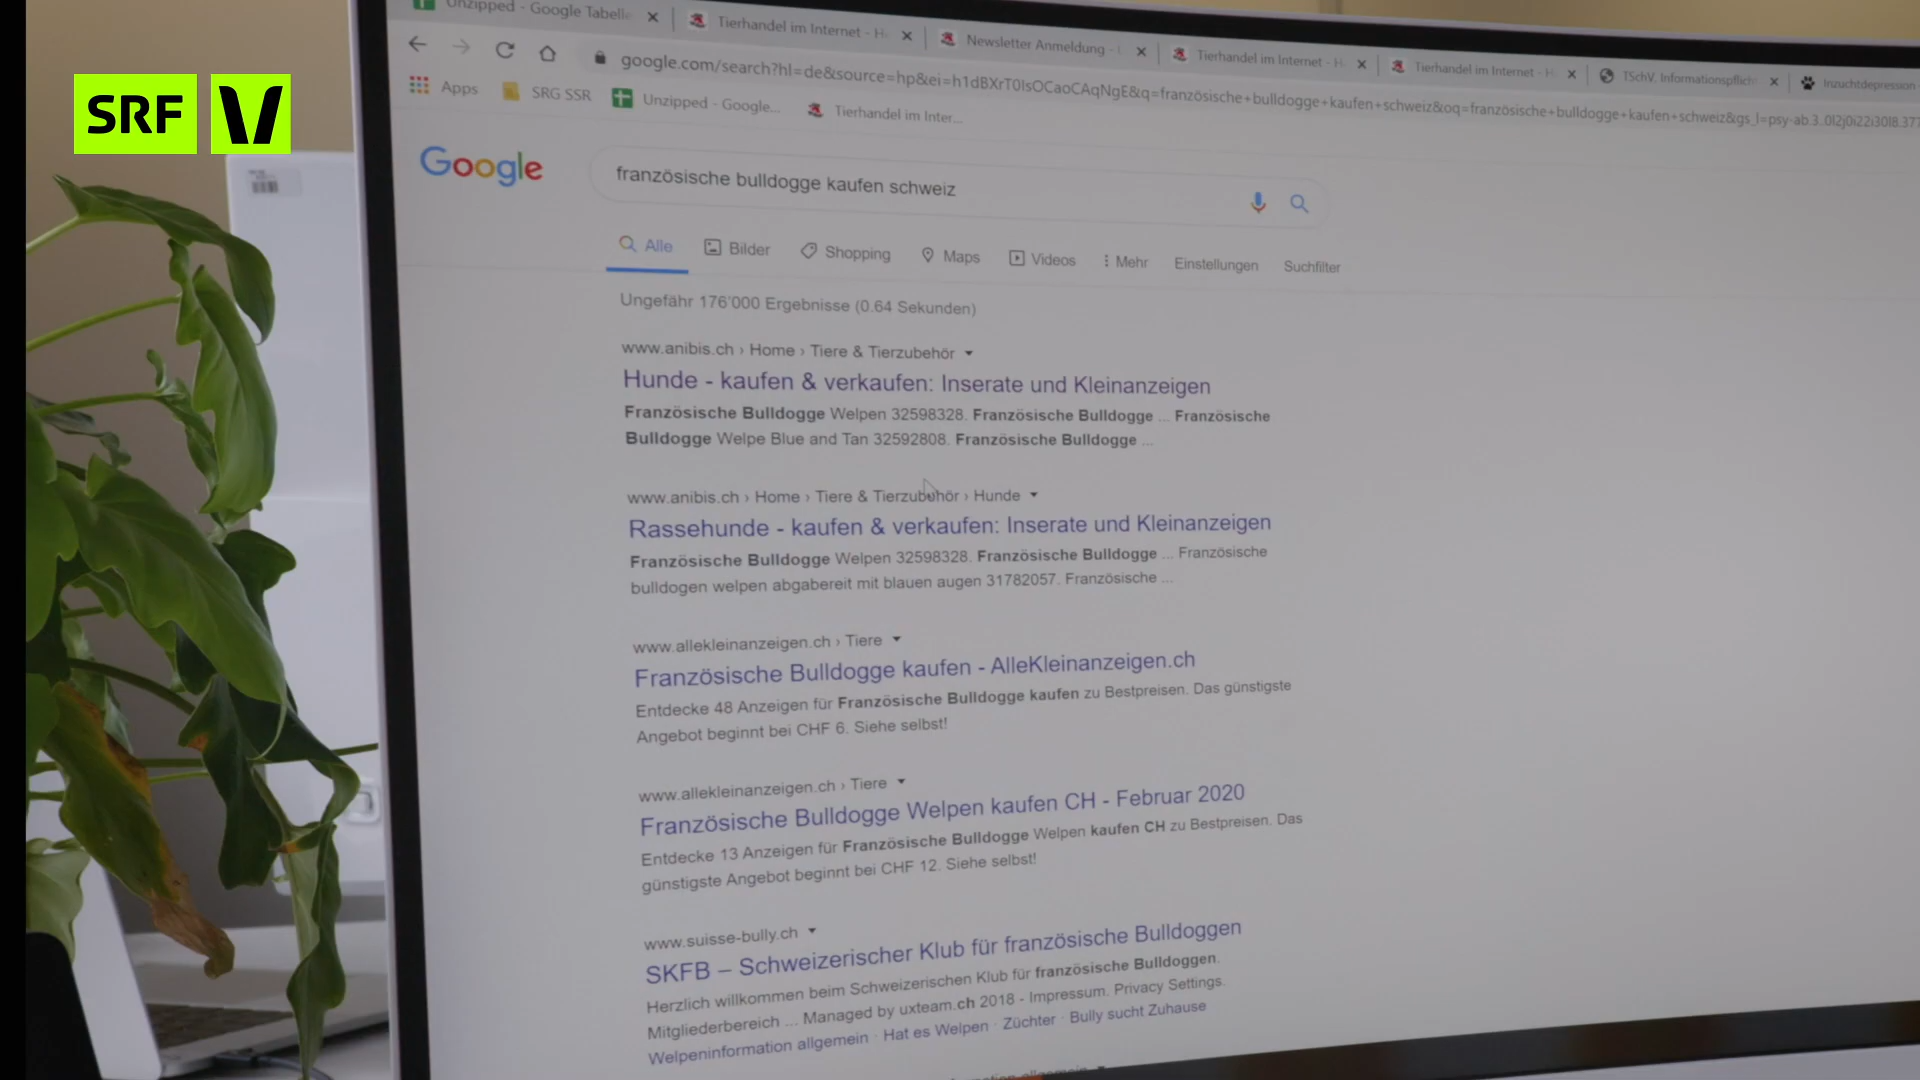 Unzipped - Google Tabelle
Tierhandel im Internet - H
Newsletter Anmeldung -
Tierhandel im Internet - H
Tierhandel im Internet - H
TSchV, Informationspflich
Inzuchtdepression
google.com/search?hl=de&source=hp&ei=h1dBXrT0IsOCaoCAqNgE&q=französische+bulldogge+kaufen+schweiz&oq=französische+bulldogge+kaufen+schweiz&gs_l=psy-ab.3..0l2j0i22i30l8.377
Apps
SRG SSR
Unzipped - Google...
Tierhandel im Inter...
SRF
Google
französische bulldogge kaufen schweiz
Alle
Bilder
Shopping
Maps
Videos
Mehr
Einstellungen
Suchfilter
Ungefähr 176'000 Ergebnisse (0.64 Sekunden)
www.anibis.ch › Home › Tiere & Tierzubehör
Hunde - kaufen & verkaufen: Inserate und Kleinanzeigen
Französische Bulldogge Welpen 32598328. Französische Bulldogge ... Französische
Bulldogge Welpe Blue and Tan 32592808. Französische Bulldogge ...
www.anibis.ch › Home › Tiere & Tierzubehör › Hunde
Rassehunde - kaufen & verkaufen: Inserate und Kleinanzeigen
Französische Bulldogge Welpen 32598328. Französische Bulldogge ... Französische
bulldogen welpen abgabereit mit blauen augen 31782057. Französische ...
www.allekleinanzeigen.ch › Tiere
Französische Bulldogge kaufen - AlleKleinanzeigen.ch
Entdecke 48 Anzeigen für Französische Bulldogge kaufen zu Bestpreisen. Das günstigste
Angebot beginnt bei CHF 6. Siehe selbst!
www.allekleinanzeigen.ch › Tiere
Französische Bulldogge Welpen kaufen CH - Februar 2020
Entdecke 13 Anzeigen für Französische Bulldogge Welpen kaufen CH zu Bestpreisen. Das
günstigste Angebot beginnt bei CHF 12. Siehe selbst!
www.suisse-bully.ch
SKFB – Schweizerischer Klub für französische Bulldoggen
Herzlich willkommen beim Schweizerischen Klub für französische Bulldoggen.
Mitgliederbereich ... Managed by uxteam.ch 2018 - Impressum. Privacy Settings.
Welpeninformation allgemein · Hat es Welpen · Züchter · Bully sucht Zuhause